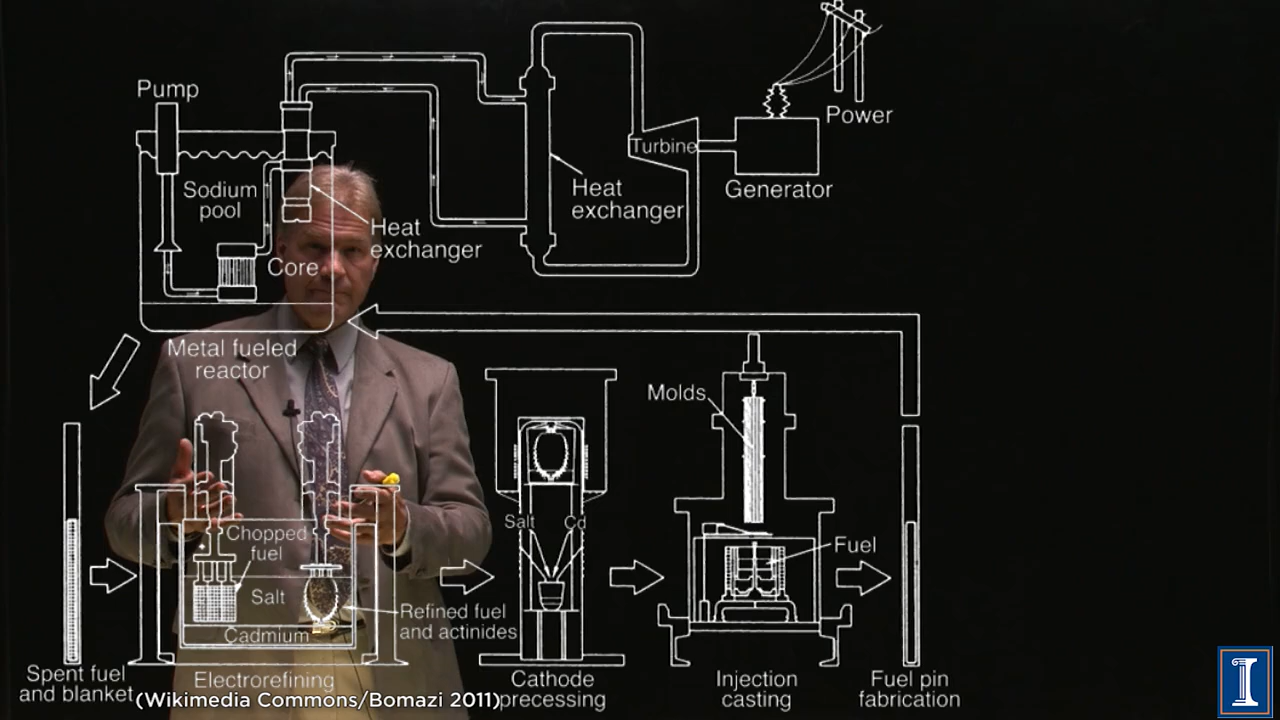 Pump
Power
Turbine
Sodium
pool
Heat
exchanger
Generator
Heat
exchanger
Core
Metal fueled
reactor
Molds
Salt Cd
Chopped
fuel
Fuel
Salt
Refined fuel
and actinides
Cadmium
Spent fuel
and blanket
Electrorefining
Cathode
precessing
Injection
casting
Fuel pin
fabrication
(Wikimedia Commons/Bomazi 2011)
I